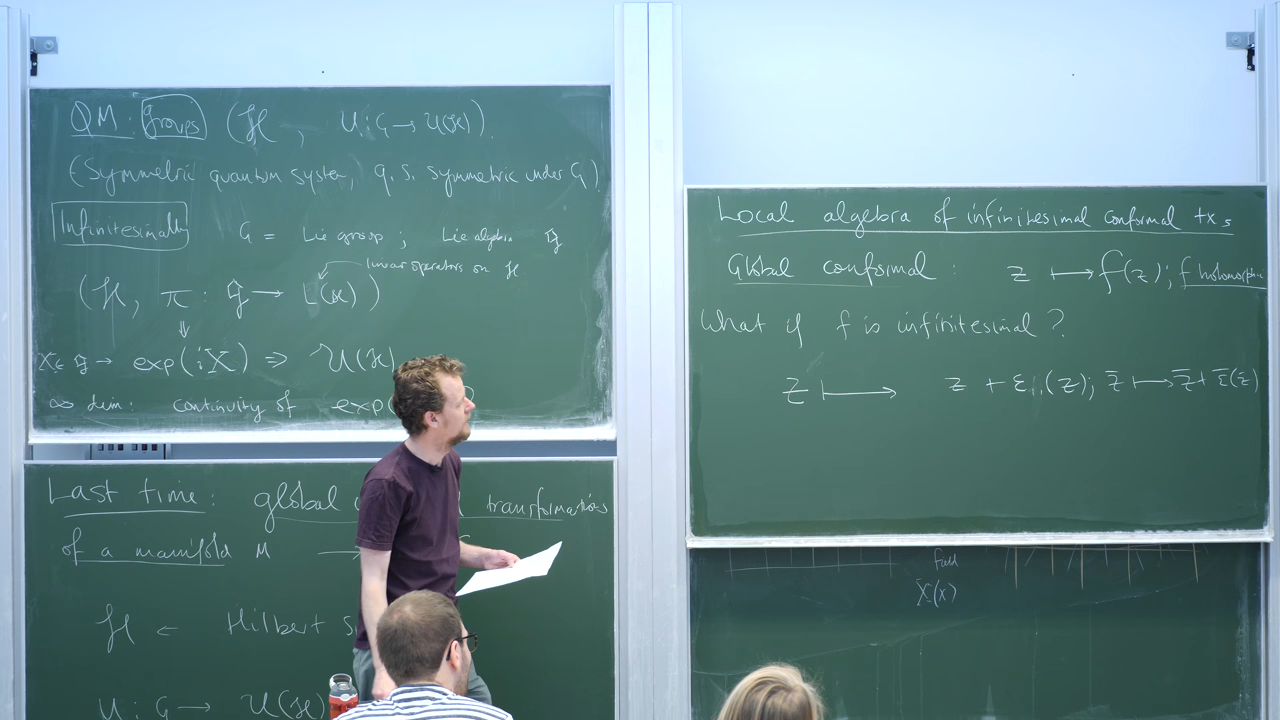 QM: groups (ℋ, U: G → U(ℋ)).
(Symmetric quantum system, q. s. symmetric under G)
Infinitesimally G = Lie group; Lie algebra 𝔤
linear operators on ℋ
(ℋ, π: 𝔤 → L(ℋ))
⇓
X ∈ 𝔤 → exp(iX) ⇒ U(ℋ)
∞ dim: continuity of exp(
Last time: global transformations
of a manifold M →
ℋ ← Hilbert S
U: G → U(ℋ)
Local algebra of infinitesimal conformal txs
Global conformal: z ↦ f(z); f holomorphic
What if f is infinitesimal?
z ↦ z + ε(z); z̄ ↦ z̄ + ε̄(z̄)
field
X(x)